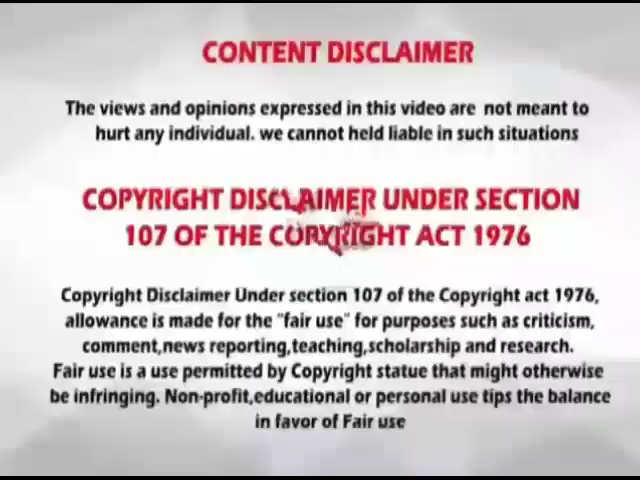 CONTENT DISCLAIMER
The views and opinions expressed in this video are not meant to
hurt any individual. we cannot held liable in such situations
COPYRIGHT DISCLAIMER UNDER SECTION
107 OF THE COPYRIGHT ACT 1976
Copyright Disclaimer Under section 107 of the Copyright act 1976,
allowance is made for the "fair use" for purposes such as criticism,
comment,news reporting,teaching,scholarship and research.
Fair use is a use permitted by Copyright statue that might otherwise
be infringing. Non-profit,educational or personal use tips the balance
in favor of Fair use